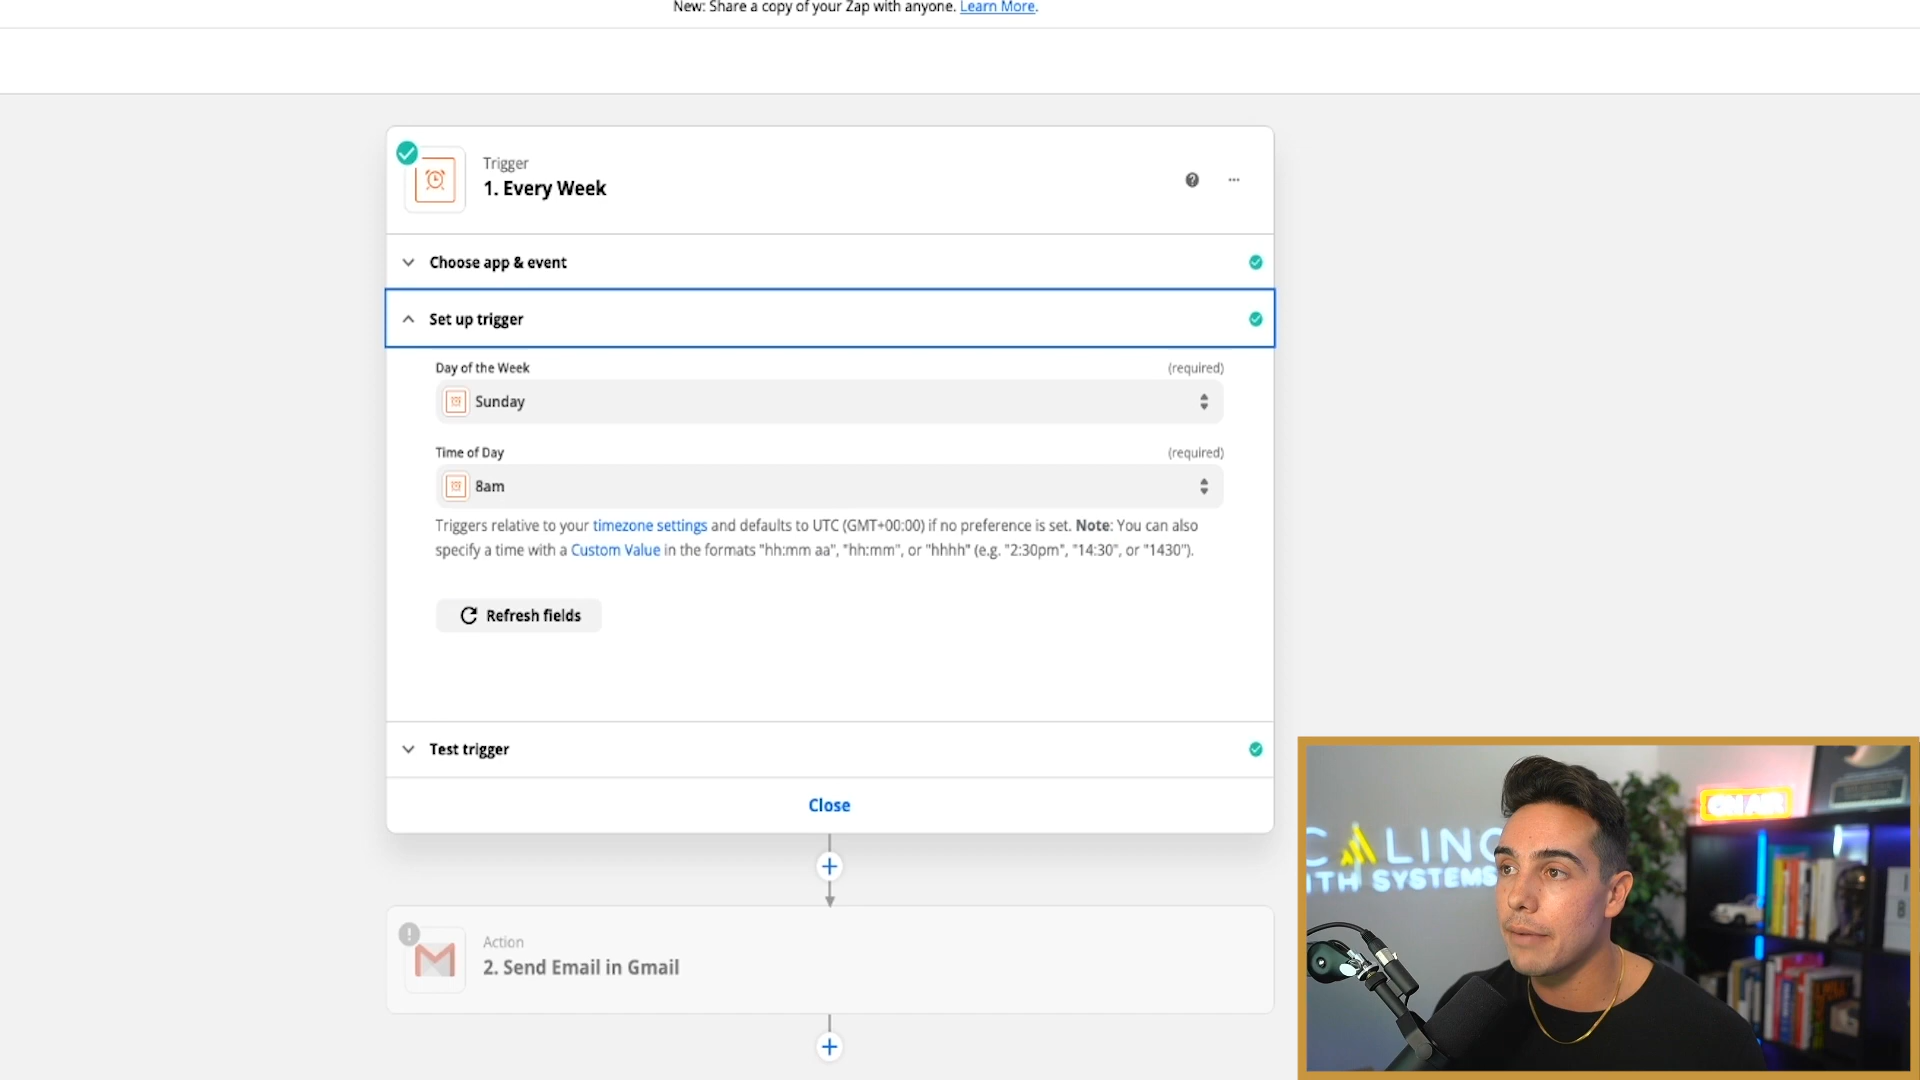 New: Share a copy of your Zap with anyone. Learn More.
Trigger
1. Every Week
Choose app & event
Set up trigger
Day of the Week
(required)
Sunday
Time of Day
(required)
8am
Triggers relative to your timezone settings and defaults to UTC (GMT+00:00) if no preference is set. Note: You can also
specify a time with a Custom Value in the formats "hh:mm aa", "hh:mm", or "hhhh" (e.g. "2:30pm", "14:30", or "1430").
Refresh fields
Test trigger
Close
Action
2. Send Email in Gmail
ON AIR
CALING
ITH SYSTEMS